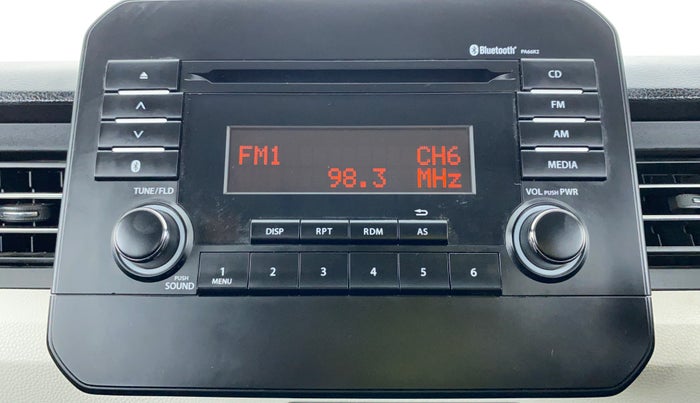 Bluetooth® PA66R2
CD
FM
AM
MEDIA
FM1 CH6
98.3 MHz
TUNE/FLD
VOL PUSH PWR
DISP RPT RDM AS
PUSH
SOUND
1 2 3 4 5 6
MENU